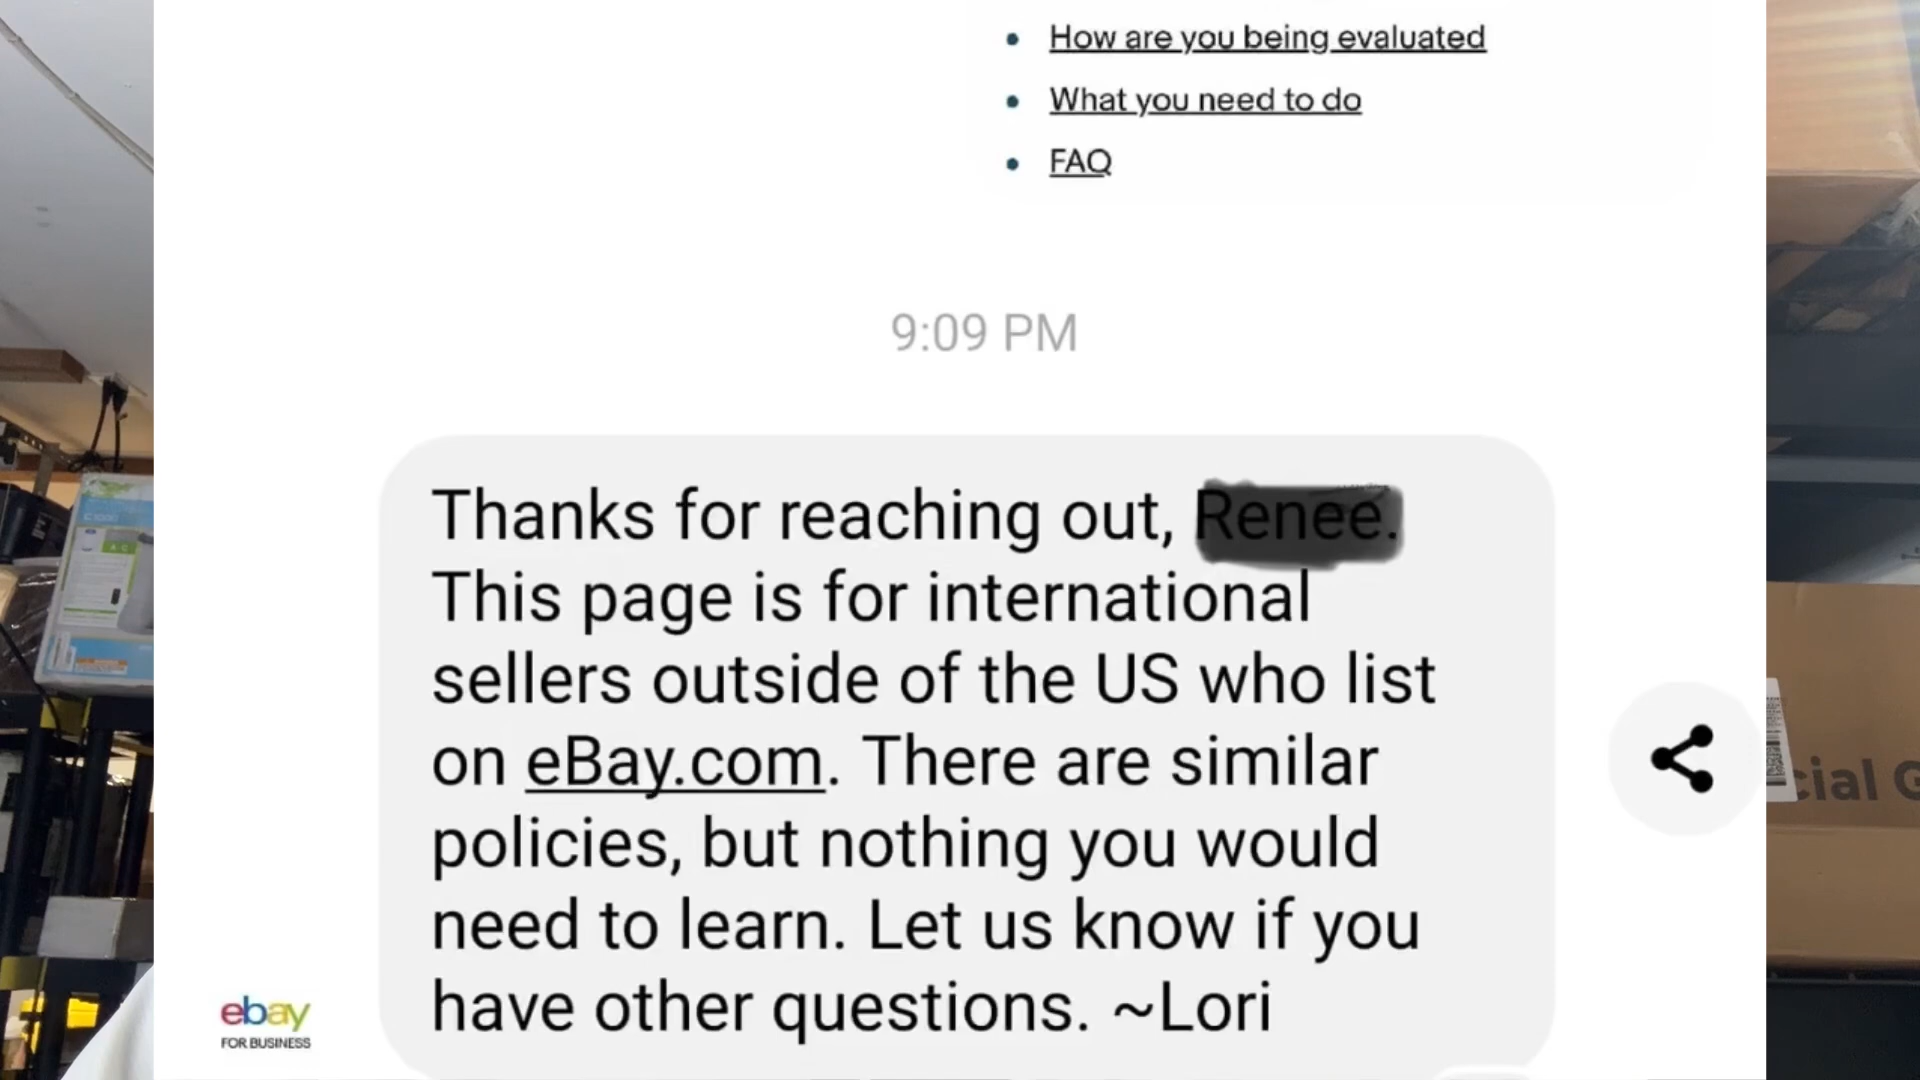 How are you being evaluated
What you need to do
FAQ
9:09 PM
Thanks for reaching out, Renee.
This page is for international
sellers outside of the US who list
on eBay.com. There are similar
policies, but nothing you would
need to learn. Let us know if you
have other questions. ~Lori
ebay
FOR BUSINESS
cial G